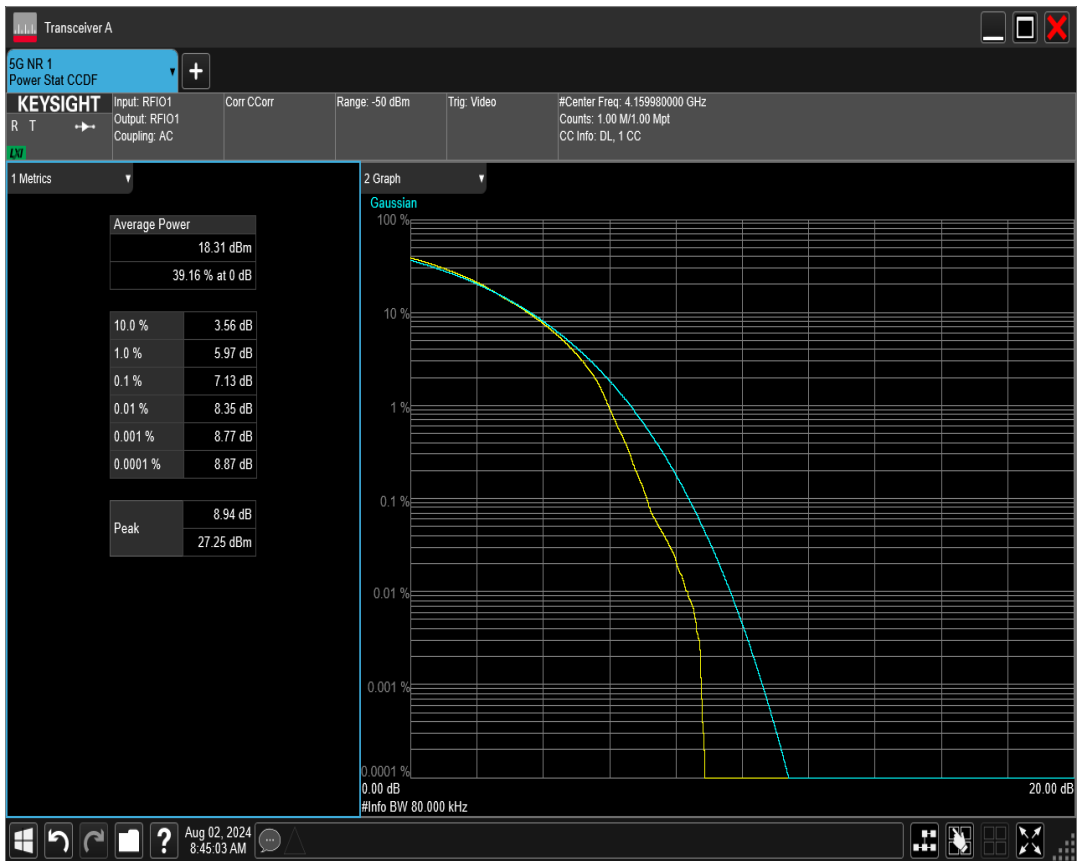 Transceiver A
5G NR 1
Power Stat CCDF
+
KEYSIGHT
R T
LXI
Input: RFIO1
Output: RFIO1
Coupling: AC
Corr CCorr
Range: -50 dBm
Trig: Video
#Center Freq: 4.159980000 GHz
Counts: 1.00 M/1.00 Mpt
CC Info: DL, 1 CC
1 Metrics
Average Power
18.31 dBm
39.16 % at 0 dB
10.0 % 3.56 dB
1.0 % 5.97 dB
0.1 % 7.13 dB
0.01 % 8.35 dB
0.001 % 8.77 dB
0.0001 % 8.87 dB
Peak
8.94 dB
27.25 dBm
2 Graph
Gaussian
100 %
10 %
1 %
0.1 %
0.01 %
0.001 %
0.0001 %
0.00 dB 20.00 dB
#Info BW 80.000 kHz
?
Aug 02, 2024
8:45:03 AM